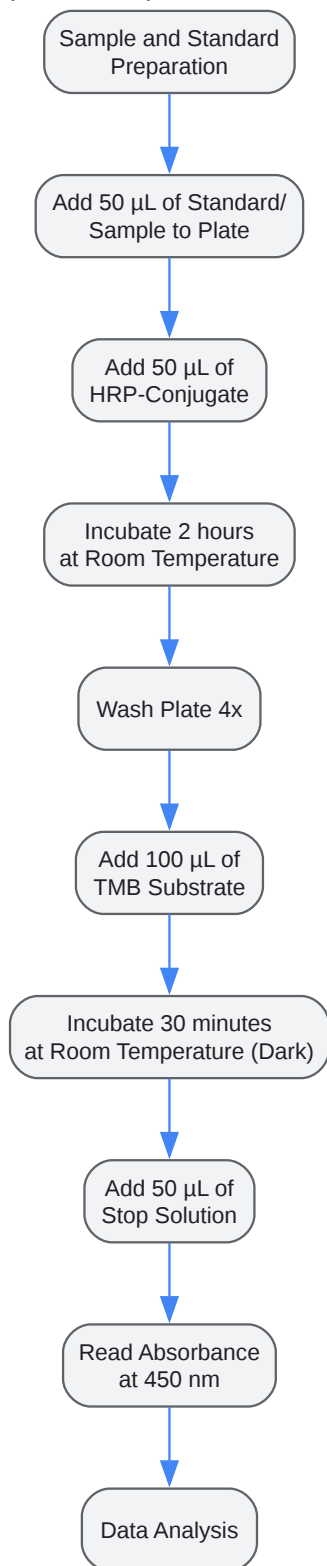 Sample and Standard
Preparation
Add 50 µL of Standard/
Sample to Plate
Add 50 µL of
HRP-Conjugate
Incubate 2 hours
at Room Temperature
Wash Plate 4x
Add 100 µL of
TMB Substrate
Incubate 30 minutes
at Room Temperature (Dark)
Add 50 µL of
Stop Solution
Read Absorbance
at 450 nm
Data Analysis